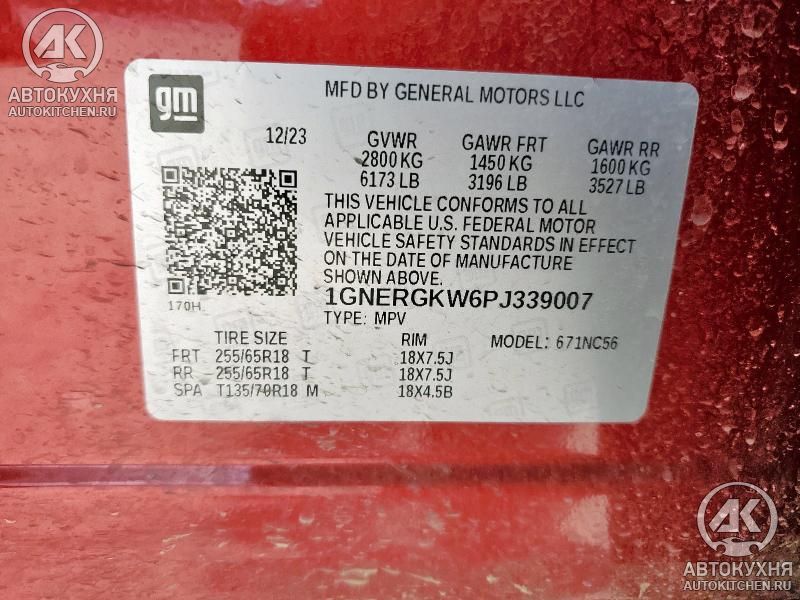 АВТОКУХНЯ
AUTOKITCHEN.RU
АВТОКУХНЯ
AUTOKITCHEN.RU
gm
MFD BY GENERAL MOTORS LLC
12/23 GVWR GAWR FRT GAWR RR
2800 KG 1450 KG 1600 KG
6173 LB 3196 LB 3527 LB
THIS VEHICLE CONFORMS TO ALL
APPLICABLE U.S. FEDERAL MOTOR
VEHICLE SAFETY STANDARDS IN EFFECT
ON THE DATE OF MANUFACTURE
SHOWN ABOVE.
170H
1GNERGKW6PJ339007
TYPE: MPV
TIRE SIZE RIM MODEL: 671NC56
FRT 255/65R18 T 18X7.5J
RR 255/65R18 T 18X7.5J
SPA T135/70R18 M 18X4.5B
АВТОКУХНЯ
AUTOKITCHEN.RU